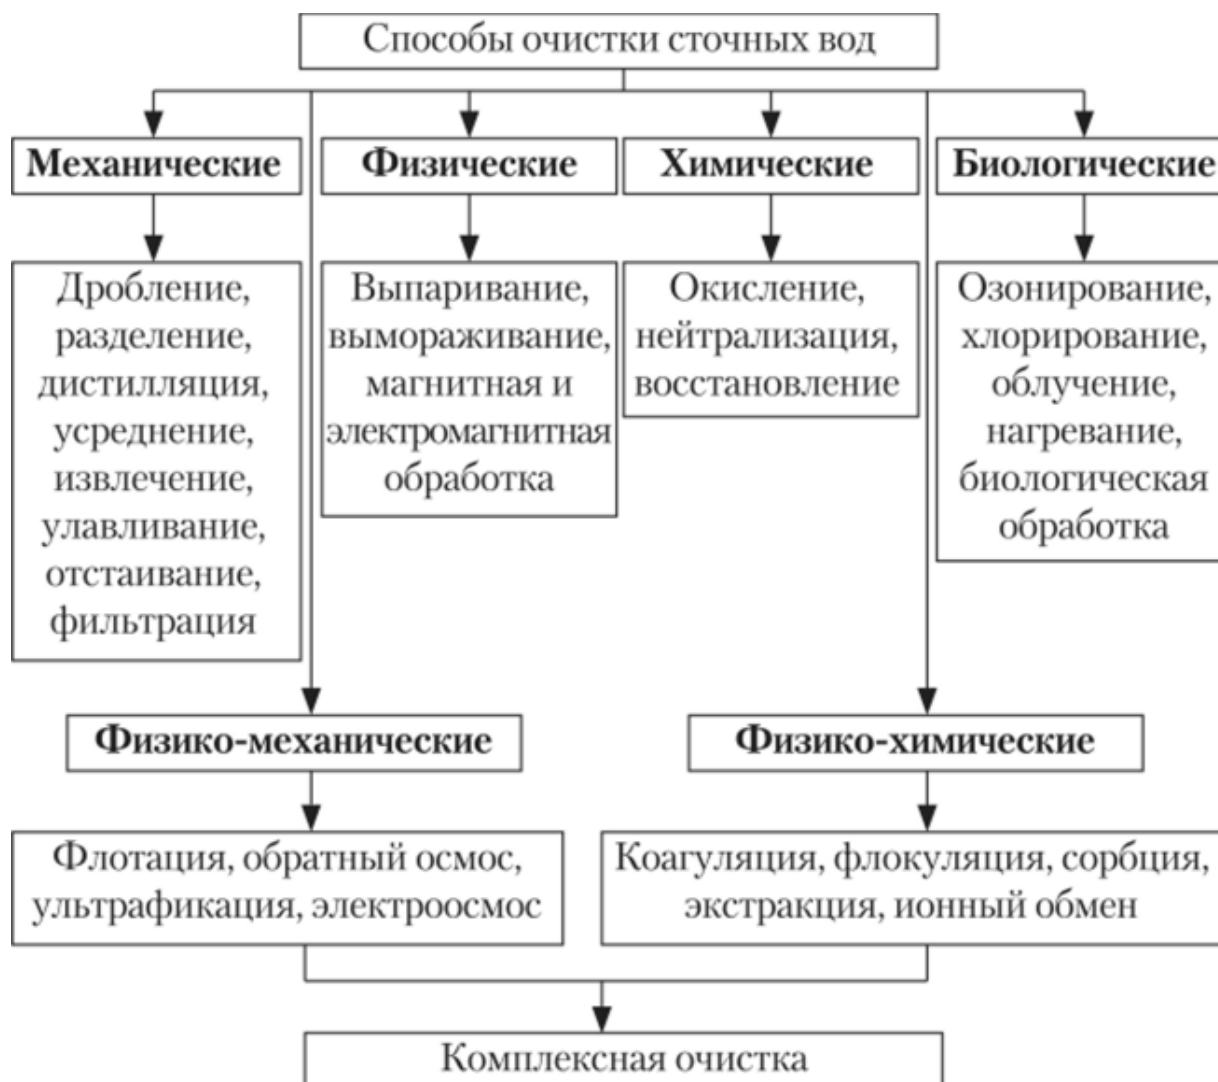 Способы очистки сточных вод
Механические
Физические
Химические
Биологические
Дробление,
разделение,
дистилляция,
усреднение,
извлечение,
улавливание,
отстаивание,
фильтрация
Выпаривание,
вымораживание,
магнитная и
электромагнитная
обработка
Окисление,
нейтрализация,
восстановление
Озонирование,
хлорирование,
облучение,
нагревание,
биологическая
обработка
Физико-механические
Физико-химические
Флотация, обратный осмос,
ультрафикация, электроосмос
Коагуляция, флокуляция, сорбция,
экстракция, ионный обмен
Комплексная очистка